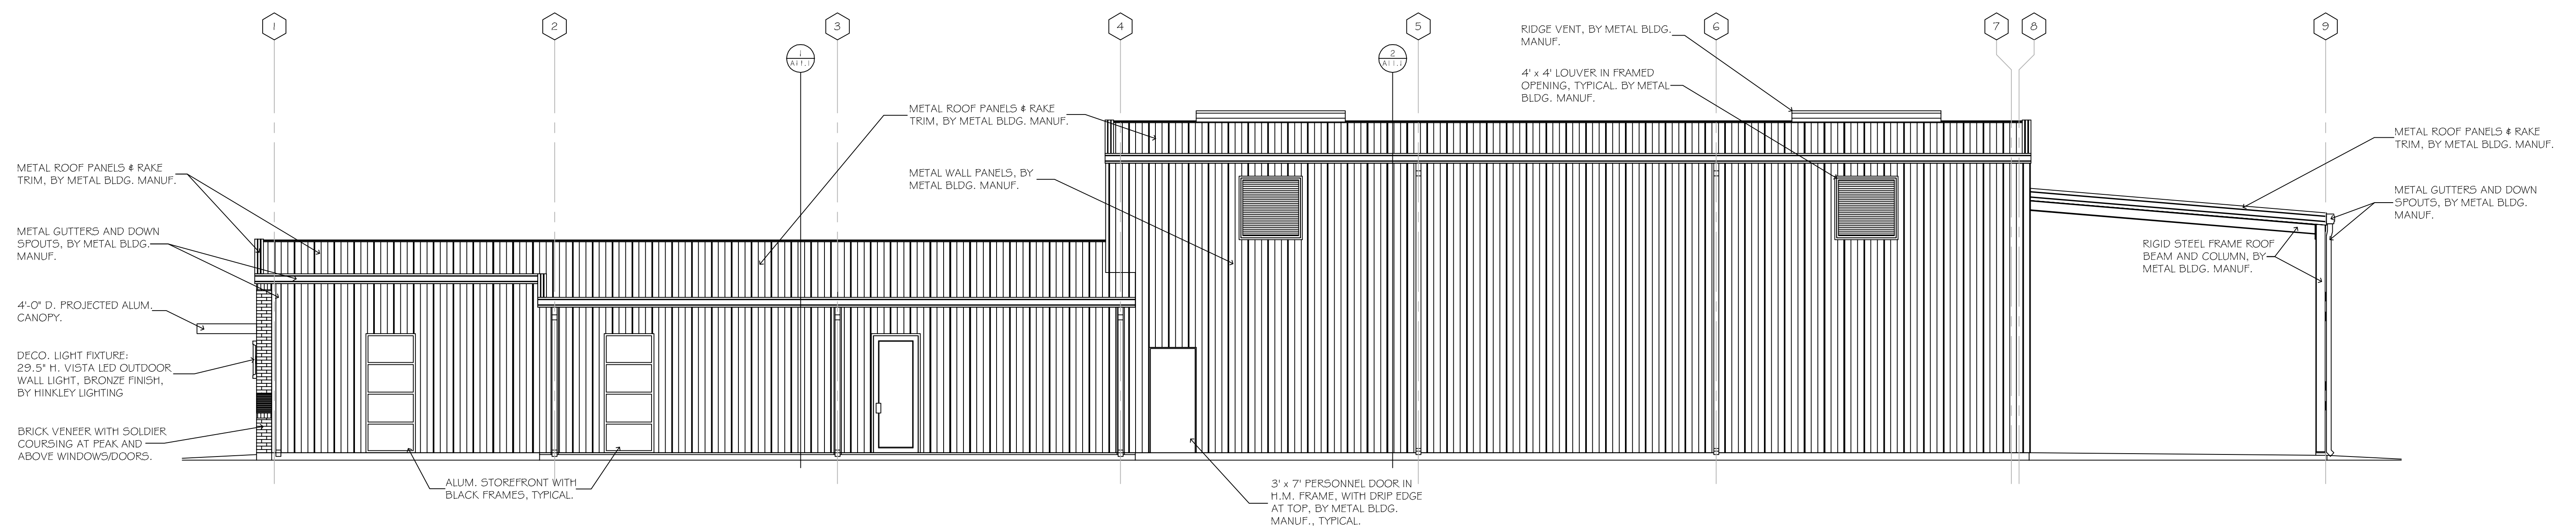 1
2
3
4
5
6
7
8
9
1
A11.1
2
A11.1
RIDGE VENT, BY METAL BLDG.
MANUF.
4' x 4' LOUVER IN FRAMED
OPENING, TYPICAL. BY METAL
BLDG. MANUF.
METAL ROOF PANELS & RAKE
TRIM, BY METAL BLDG. MANUF.
METAL WALL PANELS, BY
METAL BLDG. MANUF.
METAL ROOF PANELS & RAKE
TRIM, BY METAL BLDG. MANUF.
METAL GUTTERS AND DOWN
SPOUTS, BY METAL BLDG.
MANUF.
4'-0" D. PROJECTED ALUM.
CANOPY.
DECO. LIGHT FIXTURE:
29.5" H. VISTA LED OUTDOOR
WALL LIGHT, BRONZE FINISH,
BY HINKLEY LIGHTING
BRICK VENEER WITH SOLDIER
COURSING AT PEAK AND
ABOVE WINDOWS/DOORS.
METAL ROOF PANELS & RAKE
TRIM, BY METAL BLDG. MANUF.
METAL GUTTERS AND DOWN
SPOUTS, BY METAL BLDG.
MANUF.
RIGID STEEL FRAME ROOF
BEAM AND COLUMN, BY
METAL BLDG. MANUF.
ALUM. STOREFRONT WITH
BLACK FRAMES, TYPICAL.
3' x 7' PERSONNEL DOOR IN
H.M. FRAME, WITH DRIP EDGE
AT TOP, BY METAL BLDG.
MANUF., TYPICAL.